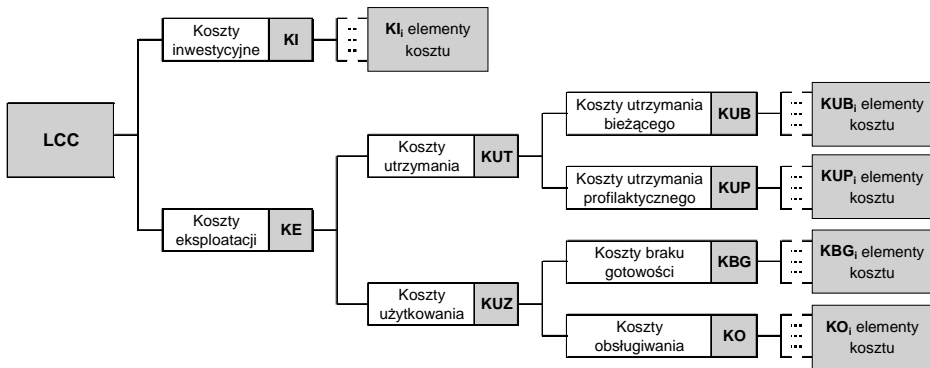 Koszty
inwestycyjne
KI
KIi elementy
kosztu
LCC
Koszty
eksploatacji
KE
Koszty
utrzymania
KUT
Koszty utrzymania
bieżącego
KUB
KUBi elementy
kosztu
Koszty utrzymania
profilaktycznego
KUP
KUPi elementy
kosztu
Koszty
użytkowania
KUZ
Koszty braku
gotowości
KBG
KBGi elementy
kosztu
Koszty
obsługiwania
KO
KOi elementy
kosztu